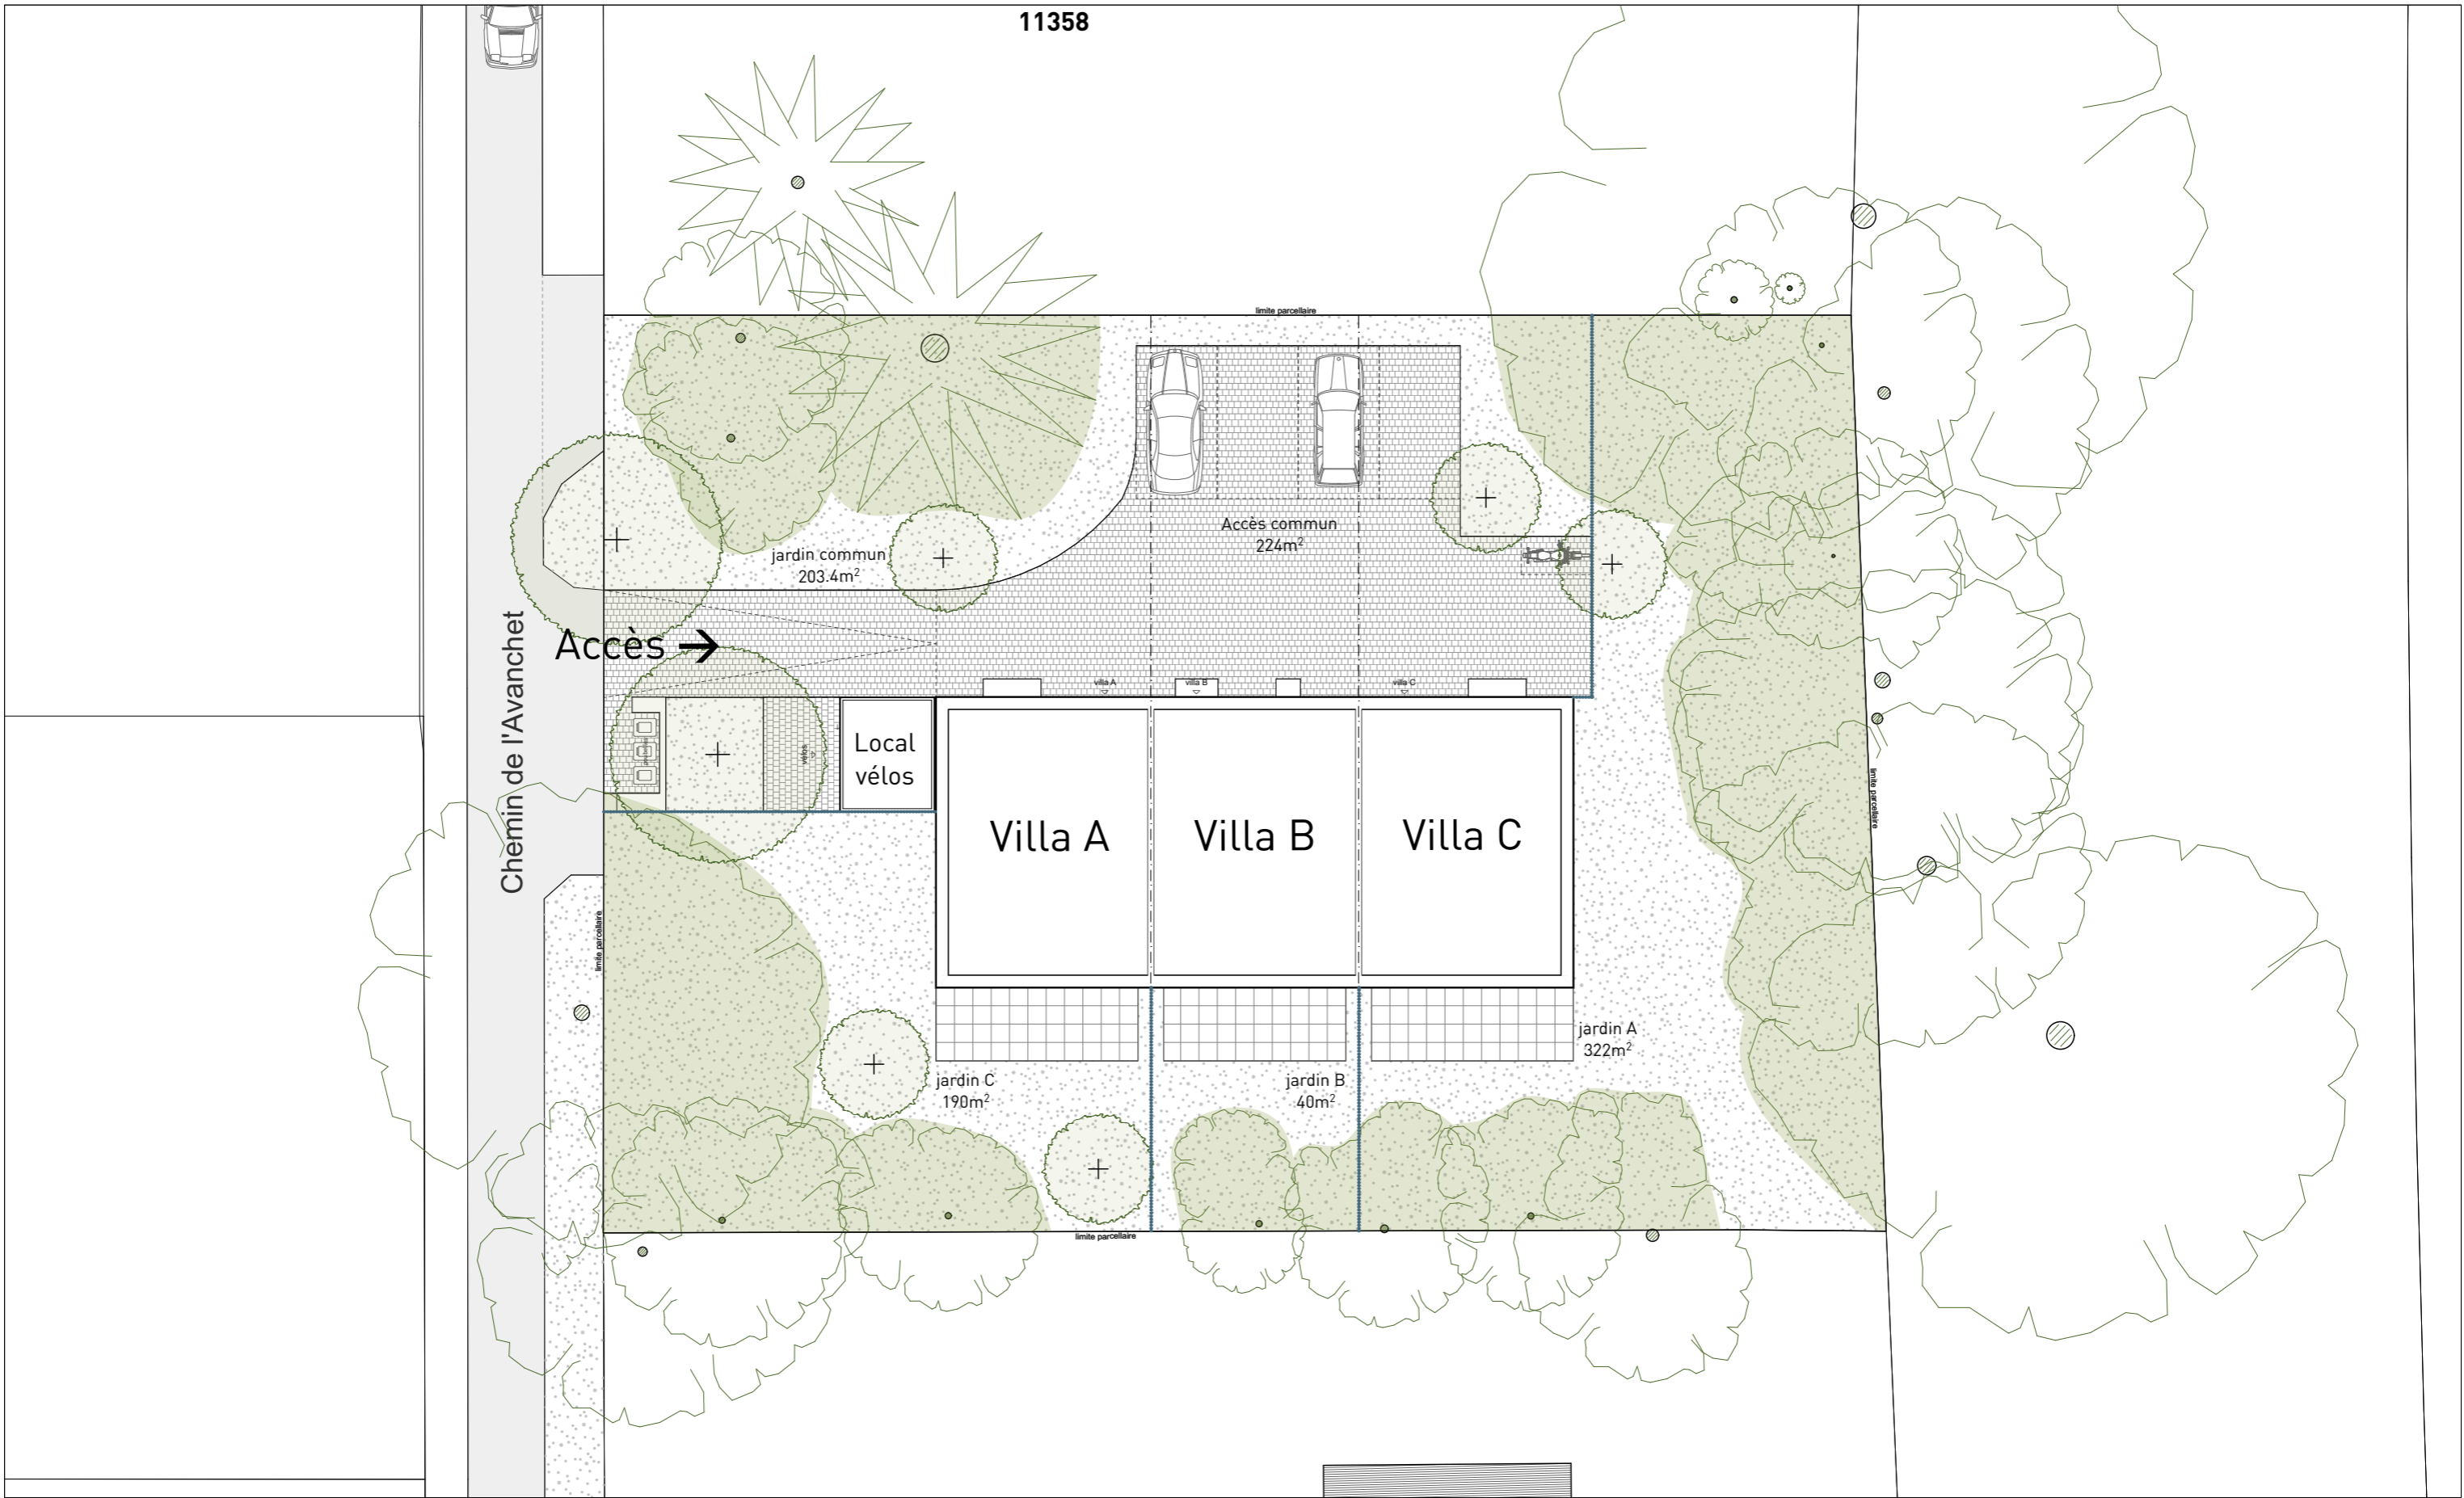 11358
limite parcellaire
Accès commun
224m²
jardin commun
203.4m²
Accès →
Chemin de l'Avanchet
villa A
villa B
villa C
vélos
Local
vélos
Villa A
Villa B
Villa C
limite parcellaire
limite parcellaire
jardin A
322m²
jardin C
190m²
jardin B
40m²
limite parcellaire